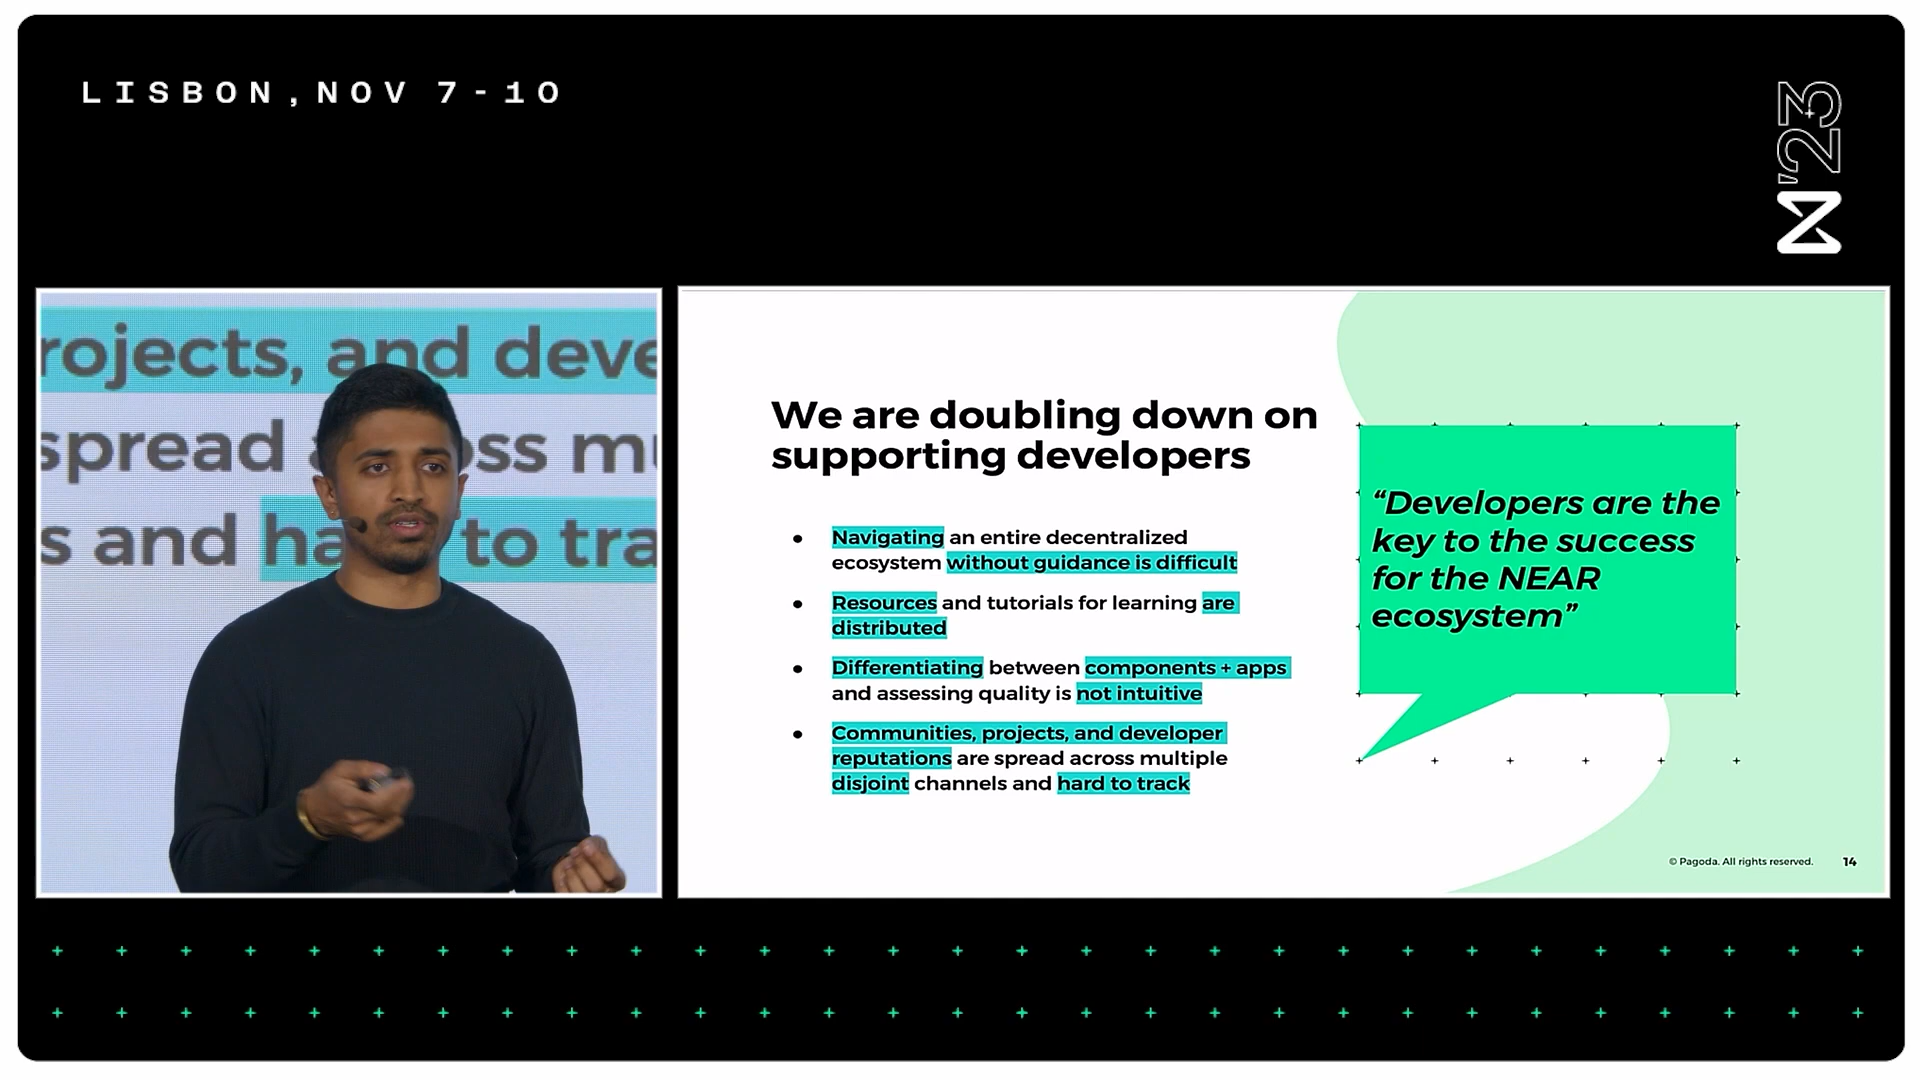 LISBON, NOV 7-10
N'23
rojects, and deve
spread oss mu
s and ha to tra
We are doubling down on
supporting developers
• Navigating an entire decentralized
ecosystem without guidance is difficult
• Resources and tutorials for learning are
distributed
• Differentiating between components + apps
and assessing quality is not intuitive
• Communities, projects, and developer
reputations are spread across multiple
disjoint channels and hard to track
“Developers are the
key to the success
for the NEAR
ecosystem”
© Pagoda. All rights reserved. 14